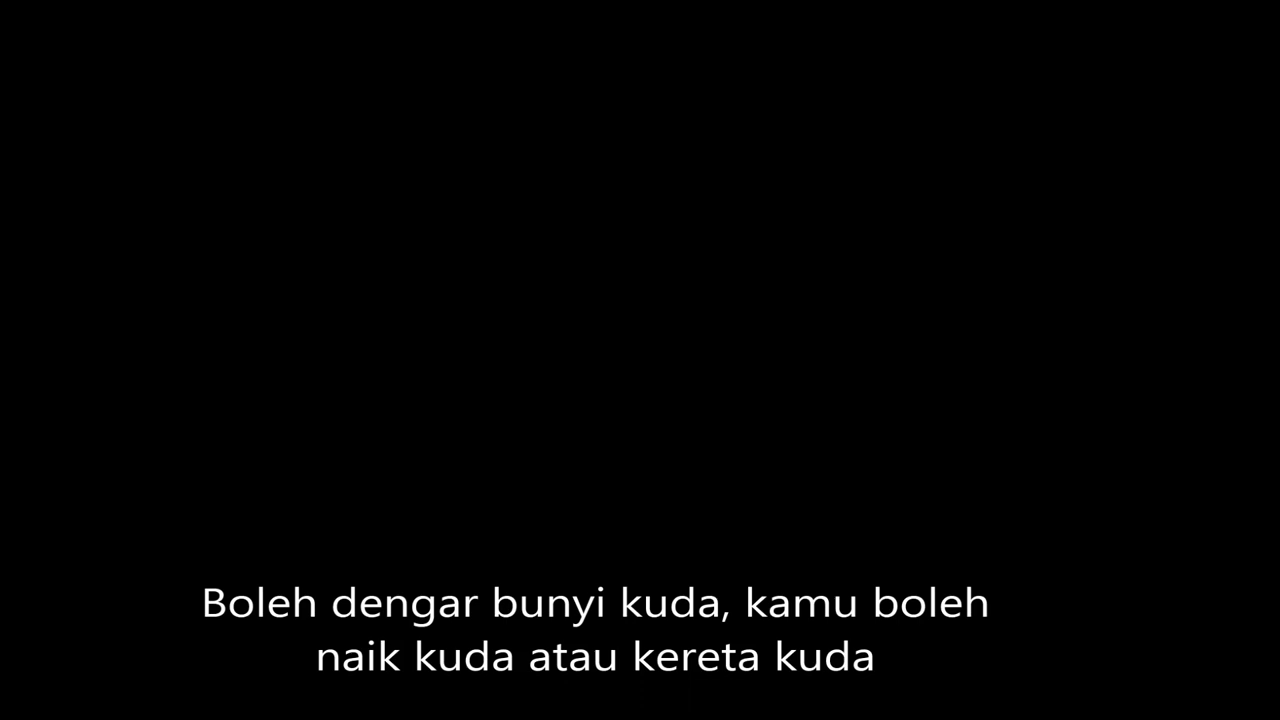 Boleh dengar bunyi kuda, kamu boleh
naik kuda atau kereta kuda